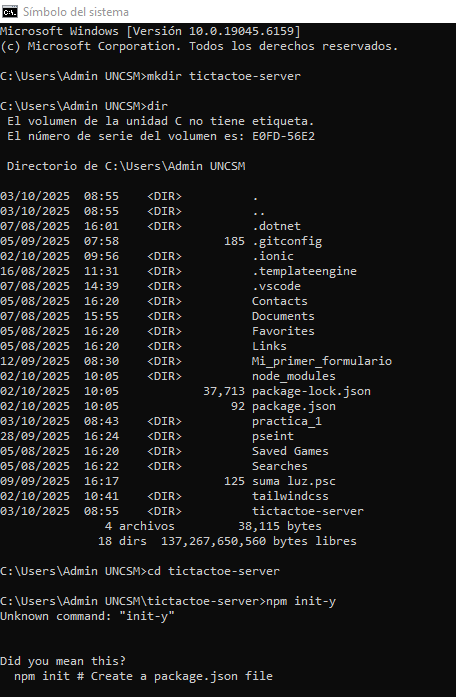 Símbolo del sistema
Microsoft Windows [Versión 10.0.19045.6159]
(c) Microsoft Corporation. Todos los derechos reservados.
C:\Users\Admin UNCSM>mkdir tictactoe-server
C:\Users\Admin UNCSM>dir
El volumen de la unidad C no tiene etiqueta.
El número de serie del volumen es: E0FD-56E2
Directorio de C:\Users\Admin UNCSM
03/10/2025  08:55    <DIR>          .
03/10/2025  08:55    <DIR>          ..
07/08/2025  16:01    <DIR>          .dotnet
05/09/2025  07:58               185 .gitconfig
02/10/2025  09:56    <DIR>          .ionic
16/08/2025  11:31    <DIR>          .templateengine
07/08/2025  14:39    <DIR>          .vscode
05/08/2025  16:20    <DIR>          Contacts
07/08/2025  15:55    <DIR>          Documents
05/08/2025  16:20    <DIR>          Favorites
05/08/2025  16:20    <DIR>          Links
12/09/2025  08:30    <DIR>          Mi_primer_formulario
02/10/2025  10:05    <DIR>          node_modules
02/10/2025  10:05            37,713 package-lock.json
02/10/2025  10:05                92 package.json
03/10/2025  08:43    <DIR>          practica_1
28/09/2025  16:24    <DIR>          pseint
05/08/2025  16:20    <DIR>          Saved Games
05/08/2025  16:22    <DIR>          Searches
09/09/2025  16:17               125 suma luz.psc
02/10/2025  10:41    <DIR>          tailwindcss
03/10/2025  08:55    <DIR>          tictactoe-server
4 archivos         38,115 bytes
18 dirs  137,267,650,560 bytes libres
C:\Users\Admin UNCSM>cd tictactoe-server
C:\Users\Admin UNCSM\tictactoe-server>npm init-y
Unknown command: "init-y"
Did you mean this?
npm init # Create a package.json file